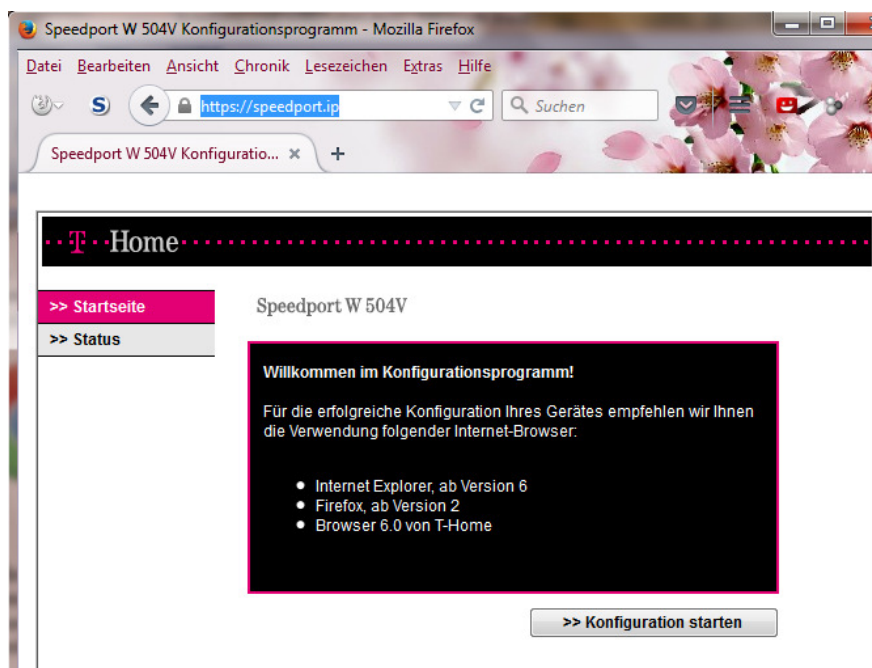 Speedport W 504V Konfigurationsprogramm - Mozilla Firefox
Datei Bearbeiten Ansicht Chronik Lesezeichen Extras Hilfe
S https://speedport.ip Suchen
Speedport W 504V Konfiguratio... × +
T Home
>> Startseite
>> Status
Speedport W 504V
Willkommen im Konfigurationsprogramm!
Für die erfolgreiche Konfiguration Ihres Gerätes empfehlen wir Ihnen
die Verwendung folgender Internet-Browser:
• Internet Explorer, ab Version 6
• Firefox, ab Version 2
• Browser 6.0 von T-Home
>> Konfiguration starten